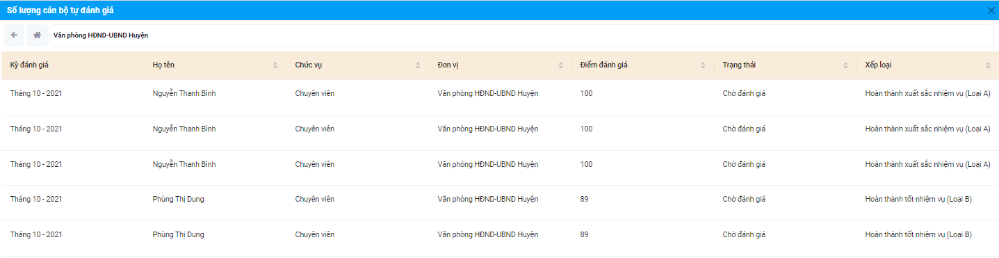 Số lượng cán bộ tự đánh giá
Văn phòng HĐND-UBND Huyện
Kỳ đánh giá Họ tên Chức vụ Đơn vị Điểm đánh giá Trạng thái Xếp loại
Tháng 10 - 2021 Nguyễn Thanh Bình Chuyên viên Văn phòng HĐND-UBND Huyện 100 Chờ đánh giá Hoàn thành xuất sắc nhiệm vụ (Loại A)
Tháng 10 - 2021 Nguyễn Thanh Bình Chuyên viên Văn phòng HĐND-UBND Huyện 100 Chờ đánh giá Hoàn thành xuất sắc nhiệm vụ (Loại A)
Tháng 10 - 2021 Nguyễn Thanh Bình Chuyên viên Văn phòng HĐND-UBND Huyện 100 Chờ đánh giá Hoàn thành xuất sắc nhiệm vụ (Loại A)
Tháng 10 - 2021 Phùng Thị Dung Chuyên viên Văn phòng HĐND-UBND Huyện 89 Chờ đánh giá Hoàn thành tốt nhiệm vụ (Loại B)
Tháng 10 - 2021 Phùng Thị Dung Chuyên viên Văn phòng HĐND-UBND Huyện 89 Chờ đánh giá Hoàn thành tốt nhiệm vụ (Loại B)